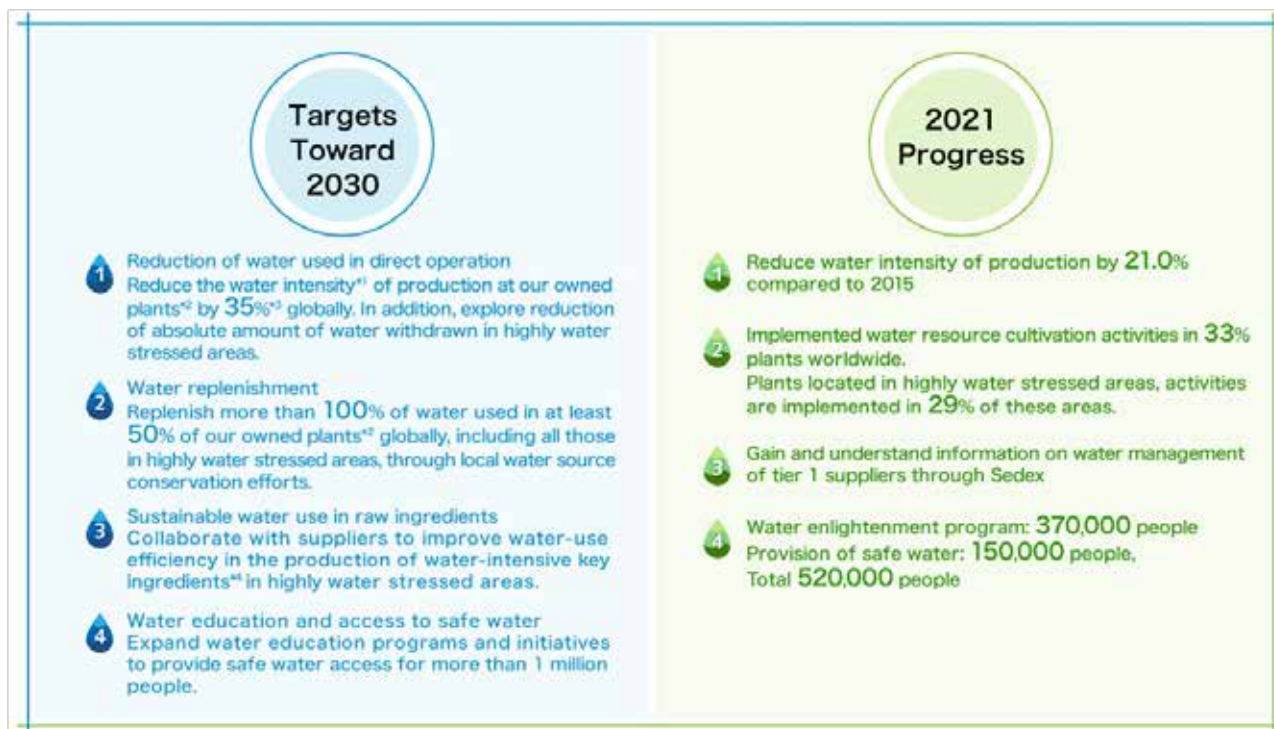 Targets
Toward
2030
1
Reduction of water used in direct operation
Reduce the water intensity*1 of production at our owned
plants*2 by 35%*3 globally. In addition, explore reduction
of absolute amount of water withdrawn in highly water
stressed areas.
2
Water replenishment
Replenish more than 100% of water used in at least
50% of our owned plants*2 globally, including all those
in highly water stressed areas, through local water source
conservation efforts.
3
Sustainable water use in raw ingredients
Collaborate with suppliers to improve water-use
efficiency in the production of water-intensive key
ingredients*4 in highly water stressed areas.
4
Water education and access to safe water
Expand water education programs and initiatives
to provide safe water access for more than 1 million
people.
2021
Progress
1
Reduce water intensity of production by 21.0%
compared to 2015
2
Implemented water resource cultivation activities in 33%
plants worldwide.
Plants located in highly water stressed areas, activities
are implemented in 29% of these areas.
3
Gain and understand information on water management
of tier 1 suppliers through Sedex
4
Water enlightenment program: 370,000 people
Provision of safe water: 150,000 people,
Total 520,000 people